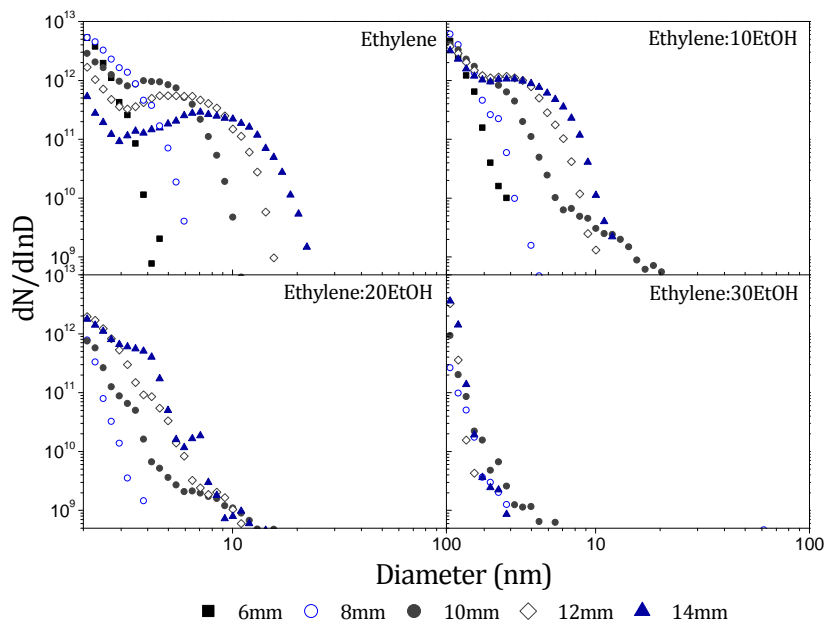 10^13
10^12
10^11
10^10
10^9
10^13
10^12
10^11
10^10
10^9
Ethylene
Ethylene:10EtOH
Ethylene:20EtOH
Ethylene:30EtOH
dN/dlnD
10
100
10
100
Diameter (nm)
6mm 8mm 10mm 12mm 14mm